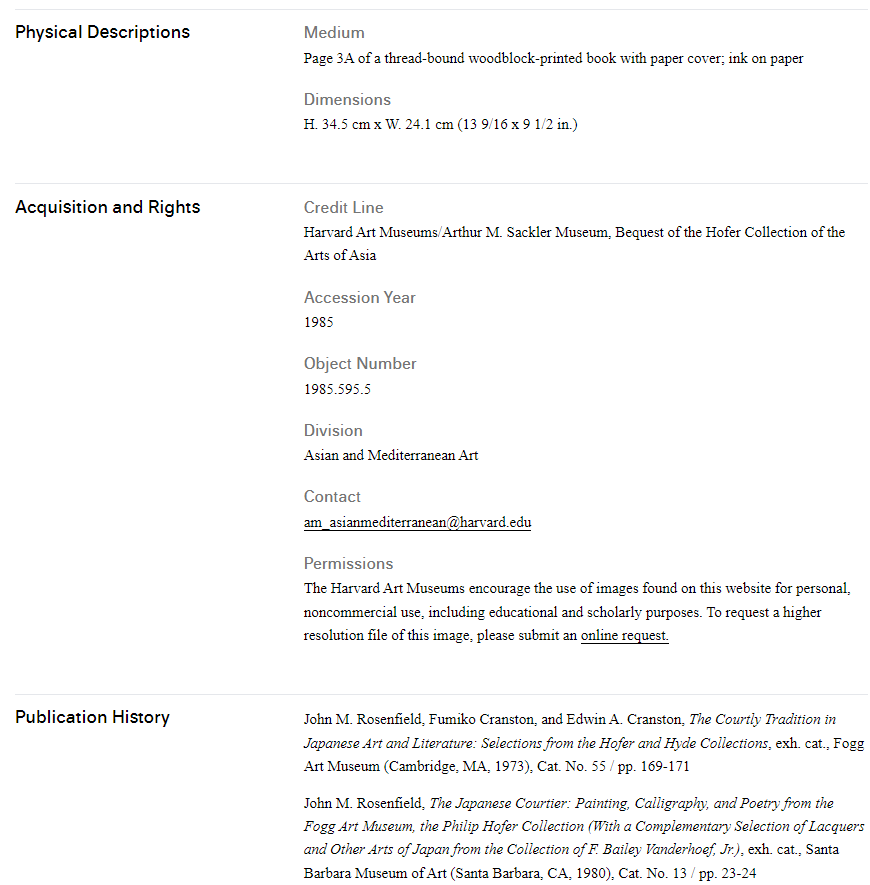 Physical Descriptions
Medium
Page 3A of a thread-bound woodblock-printed book with paper cover; ink on paper
Dimensions
H. 34.5 cm x W. 24.1 cm (13 9/16 x 9 1/2 in.)
Acquisition and Rights
Credit Line
Harvard Art Museums/Arthur M. Sackler Museum, Bequest of the Hofer Collection of the
Arts of Asia
Accession Year
1985
Object Number
1985.595.5
Division
Asian and Mediterranean Art
Contact
am_asianmediterranean@harvard.edu
Permissions
The Harvard Art Museums encourage the use of images found on this website for personal,
noncommercial use, including educational and scholarly purposes. To request a higher
resolution file of this image, please submit an online request.
Publication History
John M. Rosenfield, Fumiko Cranston, and Edwin A. Cranston, The Courtly Tradition in
Japanese Art and Literature: Selections from the Hofer and Hyde Collections, exh. cat., Fogg
Art Museum (Cambridge, MA, 1973), Cat. No. 55 / pp. 169-171
John M. Rosenfield, The Japanese Courtier: Painting, Calligraphy, and Poetry from the
Fogg Art Museum, the Philip Hofer Collection (With a Complementary Selection of Lacquers
and Other Arts of Japan from the Collection of F. Bailey Vanderhoef, Jr.), exh. cat., Santa
Barbara Museum of Art (Santa Barbara, CA, 1980), Cat. No. 13 / pp. 23-24